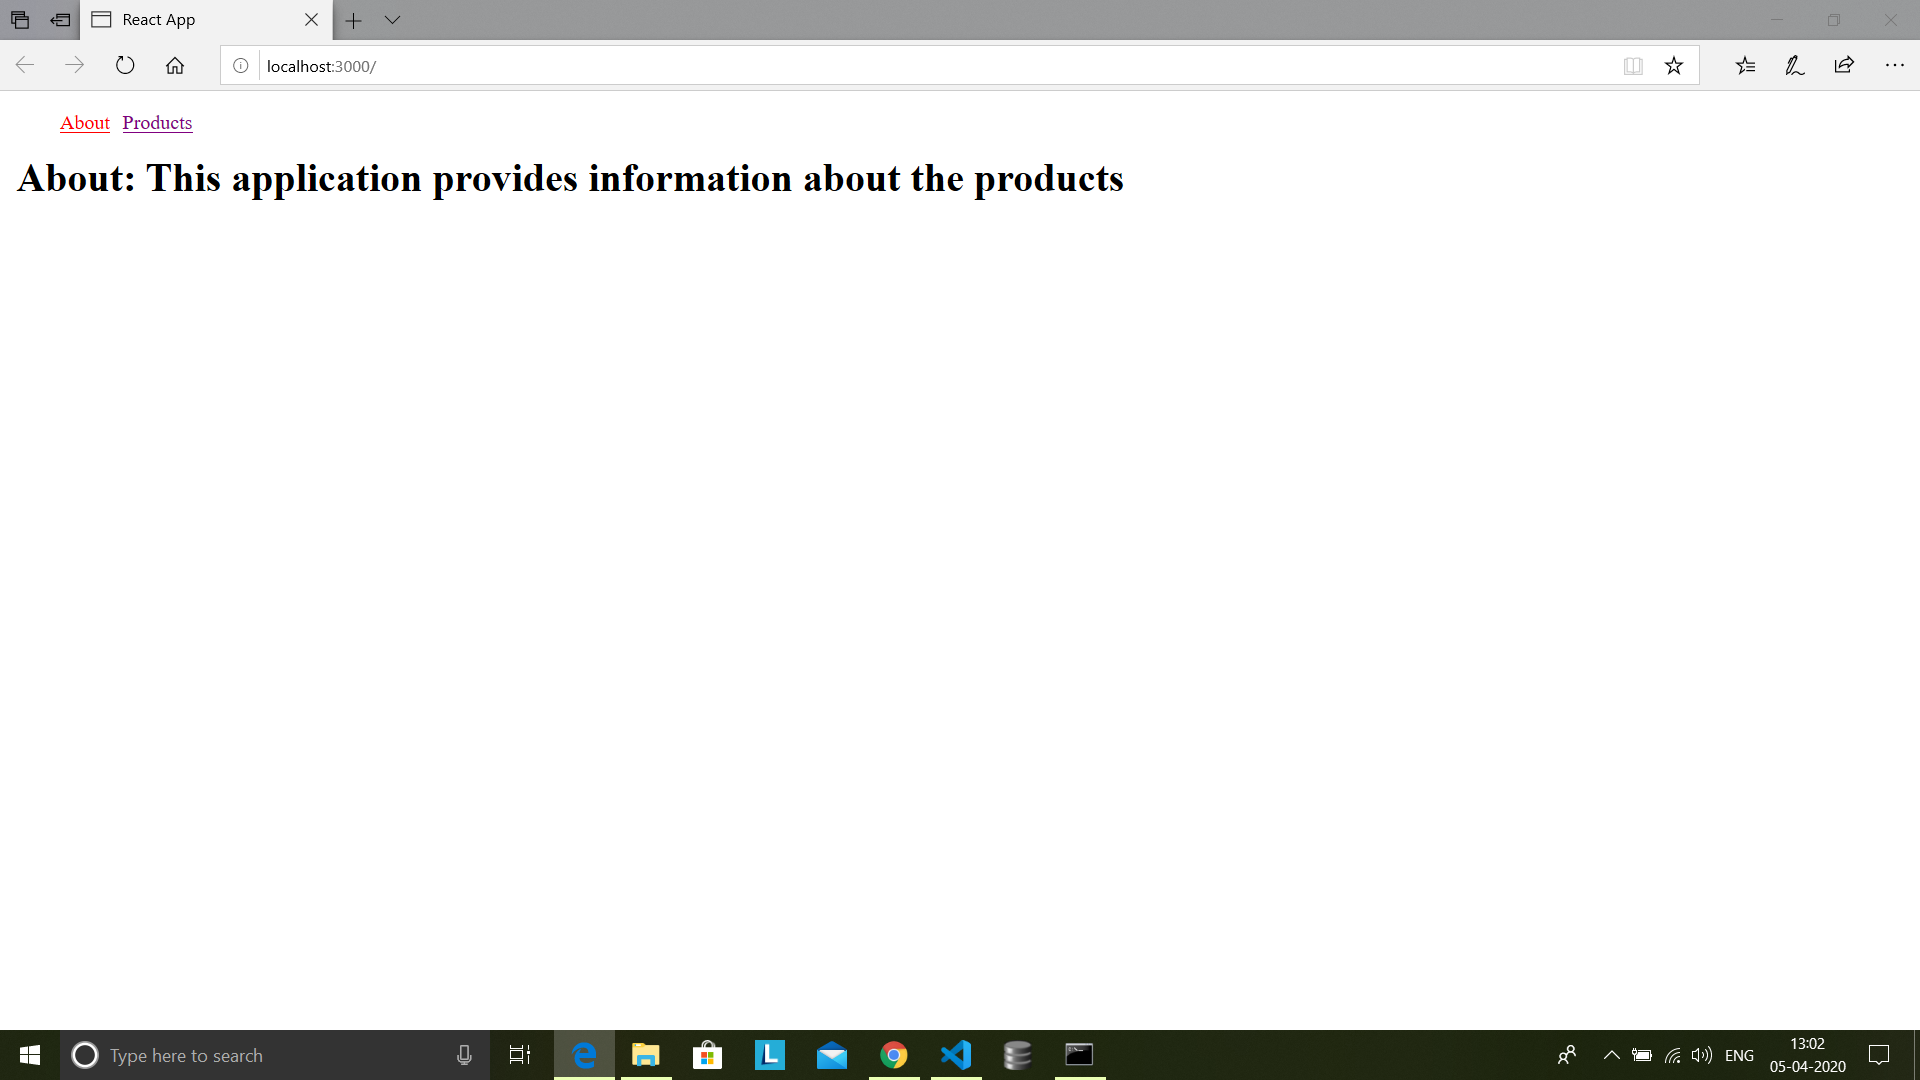 React App
localhost:3000/
About Products
About: This application provides information about the products
Type here to search
L
ENG
13:02
05-04-2020